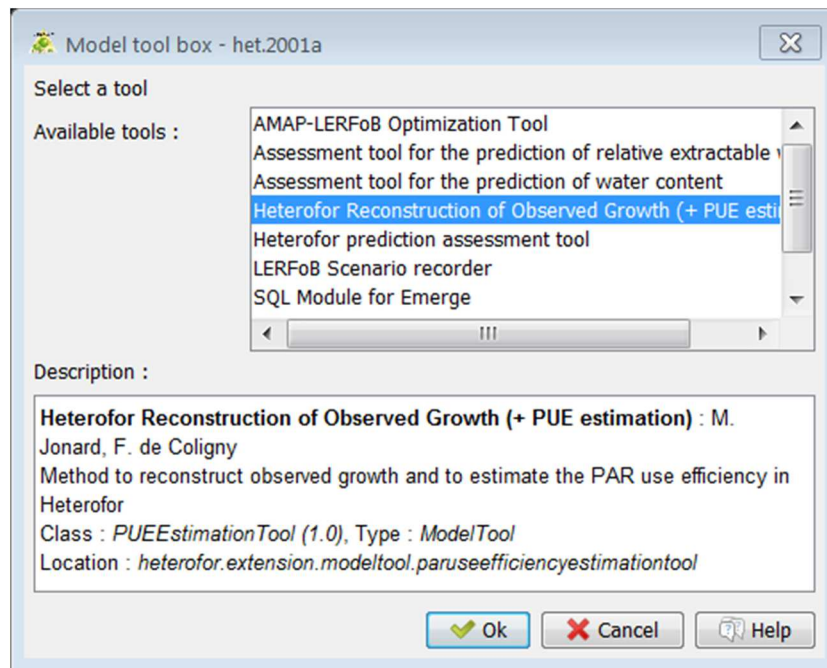 Model tool box - het.2001a
Select a tool
Available tools :
AMAP-LERFoB Optimization Tool
Assessment tool for the prediction of relative extractable
Assessment tool for the prediction of water content
Heterofor Reconstruction of Observed Growth (+ PUE esti
Heterofor prediction assessment tool
LERFoB Scenario recorder
SQL Module for Emerge
Description :
Heterofor Reconstruction of Observed Growth (+ PUE estimation) : M.
Jonard, F. de Coligny
Method to reconstruct observed growth and to estimate the PAR use efficiency in
Heterofor
Class : PUEEstimationTool (1.0), Type : ModelTool
Location : heterofor.extension.modeltool.paruseefficiencyestimationtool
Ok Cancel Help